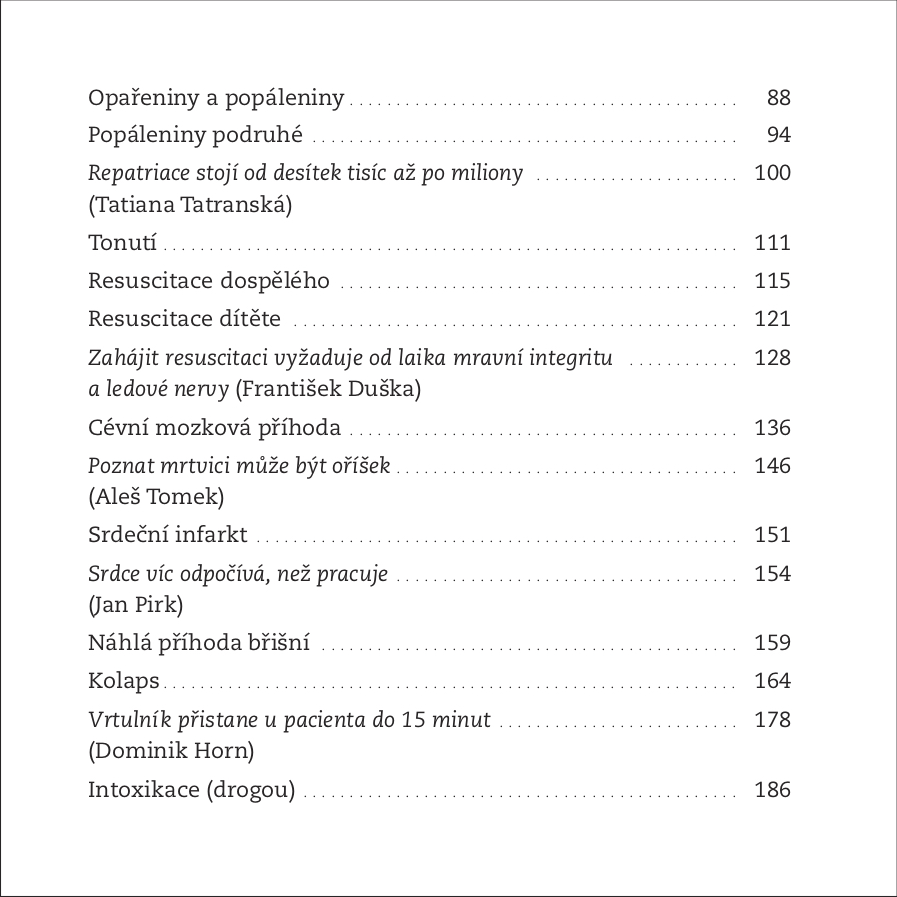 Opařeniny a popáleniny . . . . . . . . . . . . . . . . . . . . . . . . . . . . . . . . . . . . . . . . . . 88
Popáleniny podruhé . . . . . . . . . . . . . . . . . . . . . . . . . . . . . . . . . . . . . . . . . . . . . . 94
Repatriace stojí od desítek tisíc až po miliony . . . . . . . . . . . . . . . . . . . . . . 100
(Tatiana Tatranská)
Tonutí . . . . . . . . . . . . . . . . . . . . . . . . . . . . . . . . . . . . . . . . . . . . . . . . . . . . . . . . . . . . . . 111
Resuscitace dospělého . . . . . . . . . . . . . . . . . . . . . . . . . . . . . . . . . . . . . . . . . . . 115
Resuscitace dítěte . . . . . . . . . . . . . . . . . . . . . . . . . . . . . . . . . . . . . . . . . . . . . . . . 121
Zahájit resuscitaci vyžaduje od laika mravní integritu . . . . . . . . . . . . 128
a ledové nervy (František Duška)
Cévní mozková příhoda . . . . . . . . . . . . . . . . . . . . . . . . . . . . . . . . . . . . . . . . . . 136
Poznat mrtvici může být oříšek . . . . . . . . . . . . . . . . . . . . . . . . . . . . . . . . . . . . . 146
(Aleš Tomek)
Srdeční infarkt . . . . . . . . . . . . . . . . . . . . . . . . . . . . . . . . . . . . . . . . . . . . . . . . . . . . 151
Srdce víc odpočívá, než pracuje . . . . . . . . . . . . . . . . . . . . . . . . . . . . . . . . . . . . . 154
(Jan Pirk)
Náhlá příhoda břišní . . . . . . . . . . . . . . . . . . . . . . . . . . . . . . . . . . . . . . . . . . . . . 159
Kolaps . . . . . . . . . . . . . . . . . . . . . . . . . . . . . . . . . . . . . . . . . . . . . . . . . . . . . . . . . . . . . . 164
Vrtulník přistane u pacienta do 15 minut . . . . . . . . . . . . . . . . . . . . . . . . . . 178
(Dominik Horn)
Intoxikace (drogou) . . . . . . . . . . . . . . . . . . . . . . . . . . . . . . . . . . . . . . . . . . . . . . . 186